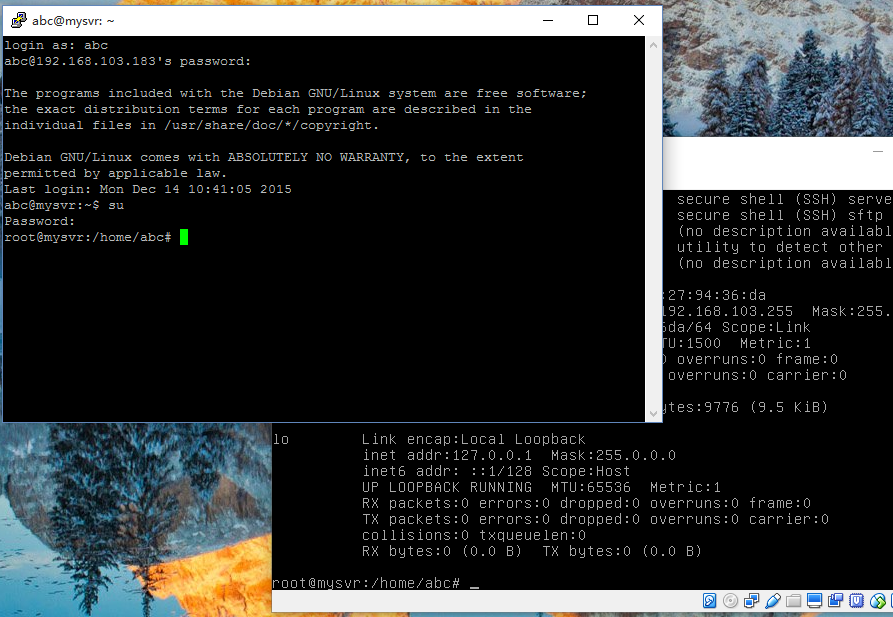 abc@mysvr: ~
login as: abc
abc@192.168.103.183's password:
The programs included with the Debian GNU/Linux system are free software;
the exact distribution terms for each program are described in the
individual files in /usr/share/doc/*/copyright.
Debian GNU/Linux comes with ABSOLUTELY NO WARRANTY, to the extent
permitted by applicable law.
Last login: Mon Dec 14 10:41:05 2015
abc@mysvr:~$ su
Password:
root@mysvr:/home/abc#
secure shell (SSH) serve
secure shell (SSH) sftp
(no description availabl
utility to detect other
(no description availabl
:27:94:36:da
192.168.103.255  Mask:255.
6da/64 Scope:Link
TU:1500  Metric:1
0 overruns:0 frame:0
overruns:0 carrier:0
ytes:9776 (9.5 KiB)
lo        Link encap:Local Loopback
inet addr:127.0.0.1  Mask:255.0.0.0
inet6 addr: ::1/128 Scope:Host
UP LOOPBACK RUNNING  MTU:65536  Metric:1
RX packets:0 errors:0 dropped:0 overruns:0 frame:0
TX packets:0 errors:0 dropped:0 overruns:0 carrier:0
collisions:0 txqueuelen:0
RX bytes:0 (0.0 B)  TX bytes:0 (0.0 B)
root@mysvr:/home/abc# _